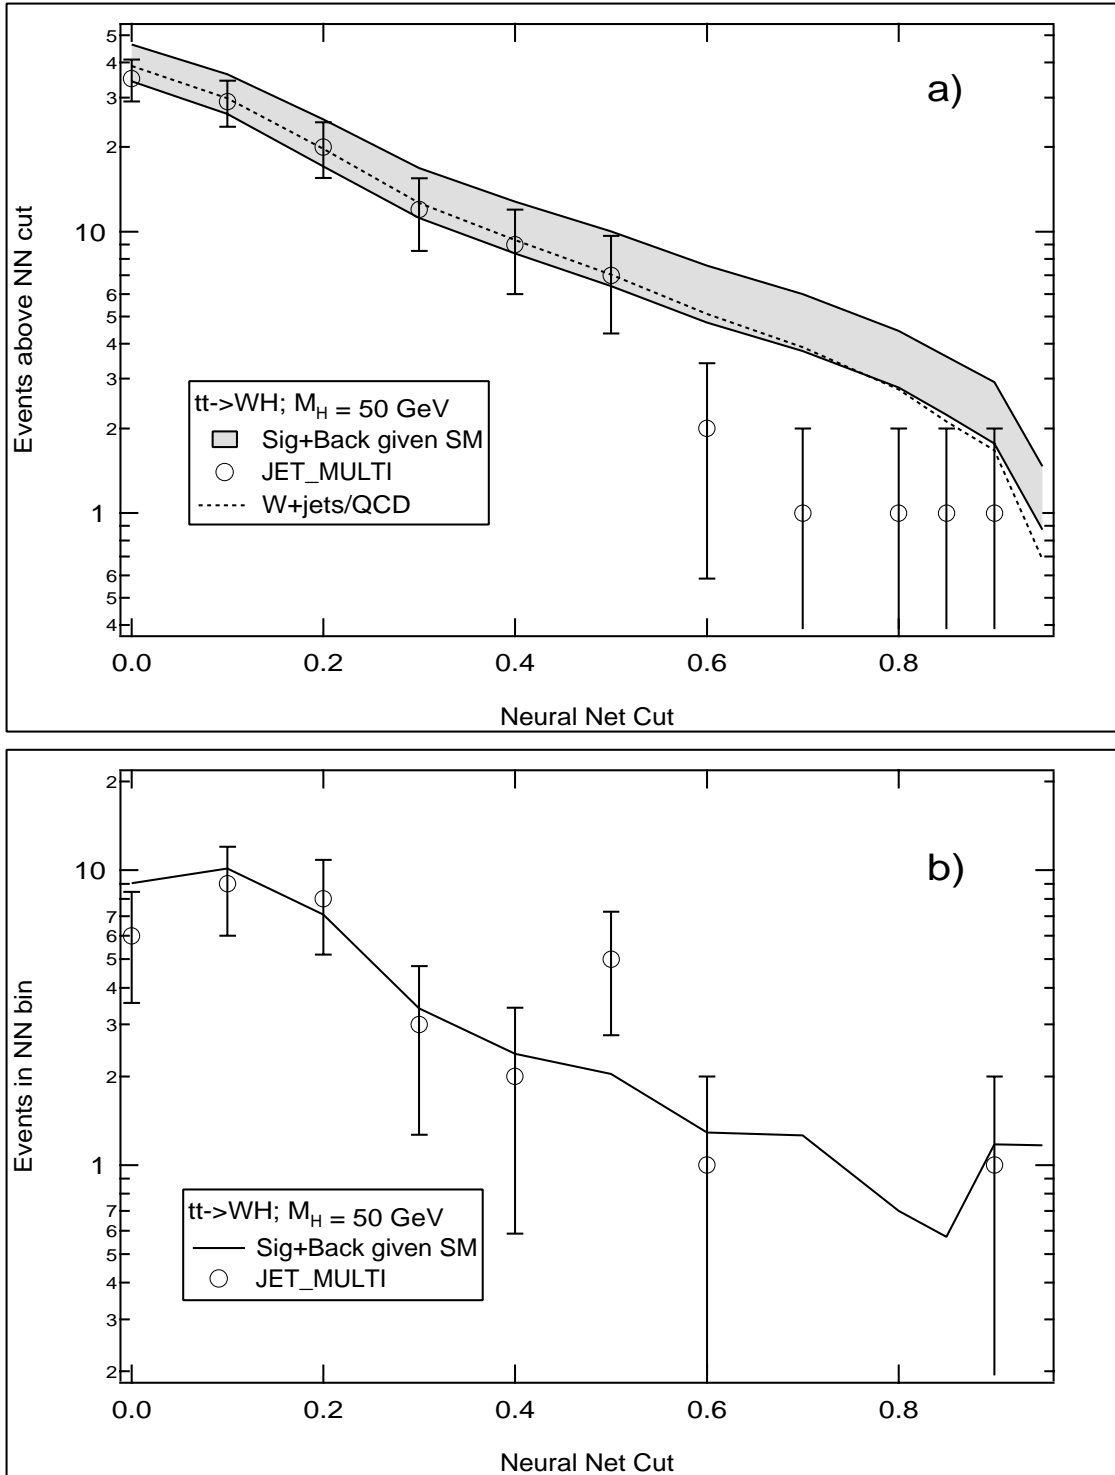 a)
Events above NN cut
5
4
3
2
10
6
5
4
3
2
1
6
5
4
tt->WH; M_H = 50 GeV
Sig+Back given SM
JET_MULTI
W+jets/QCD
0.0 0.2 0.4 0.6 0.8
Neural Net Cut
b)
Events in NN bin
2
10
7
6
5
4
3
2
1
7
6
5
4
3
2
tt->WH; M_H = 50 GeV
Sig+Back given SM
JET_MULTI
0.0 0.2 0.4 0.6 0.8
Neural Net Cut